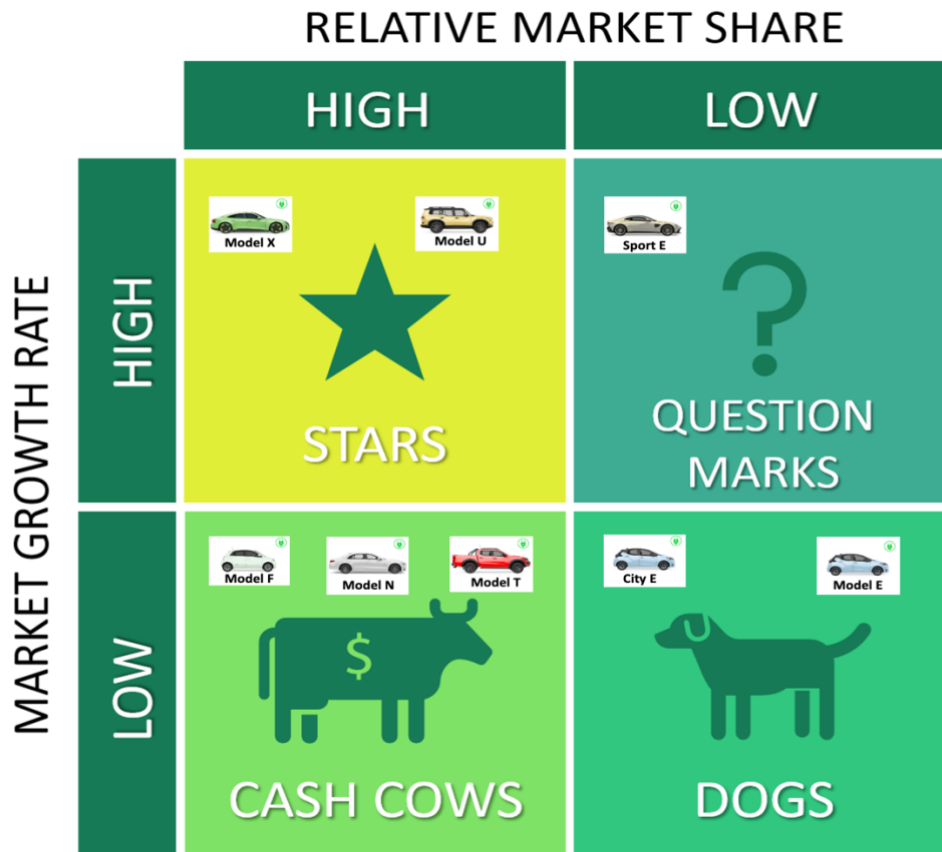 RELATIVE MARKET SHARE
HIGH
LOW
MARKET GROWTH RATE
HIGH
Model X
Model U
STARS
Sport E
?
QUESTION
MARKS
LOW
Model F
Model N
Model T
$
CASH COWS
City E
Model E
DOGS